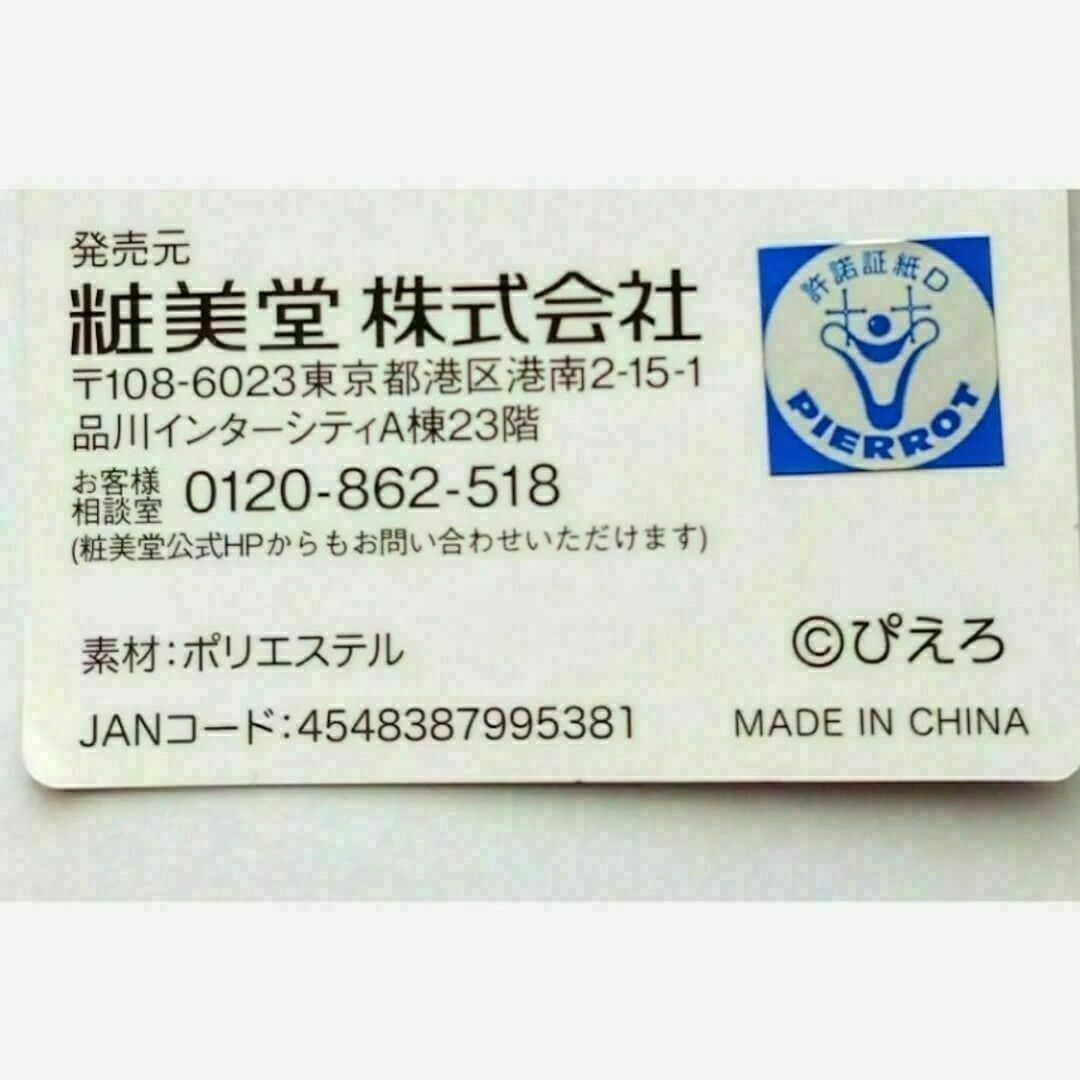 発売元
粧美堂 株式会社
〒108-6023東京都港区港南2-15-1
品川インターシティA棟23階
お客様
相談室 0120-862-518
(粧美堂公式HPからもお問い合わせいただけます)
許諾証紙D
PIERROT
素材:ポリエステル
©ぴえろ
JANコード:4548387995381
MADE IN CHINA